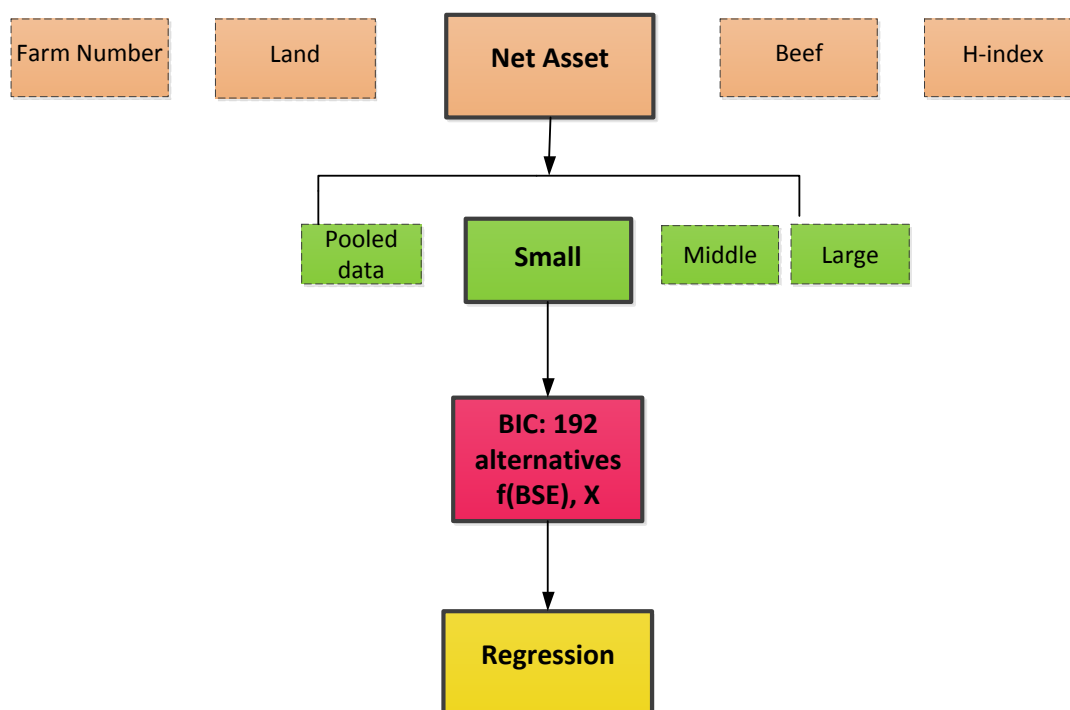 Farm Number
Land
Net Asset
Beef
H-index
Pooled
data
Small
Middle
Large
BIC: 192
alternatives
f(BSE), X
Regression